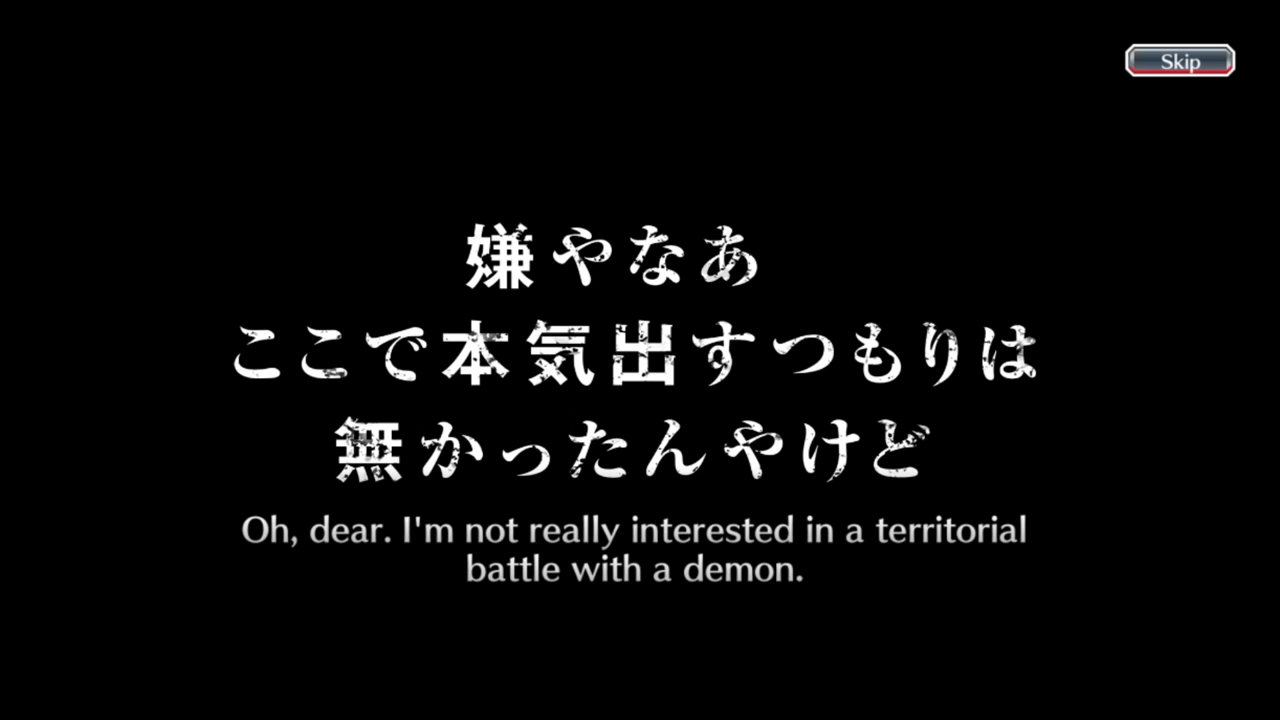 Skip
嫌やなあ
ここで本気出すつもりは
無かったんやけど
Oh, dear. I'm not really interested in a territorial
battle with a demon.